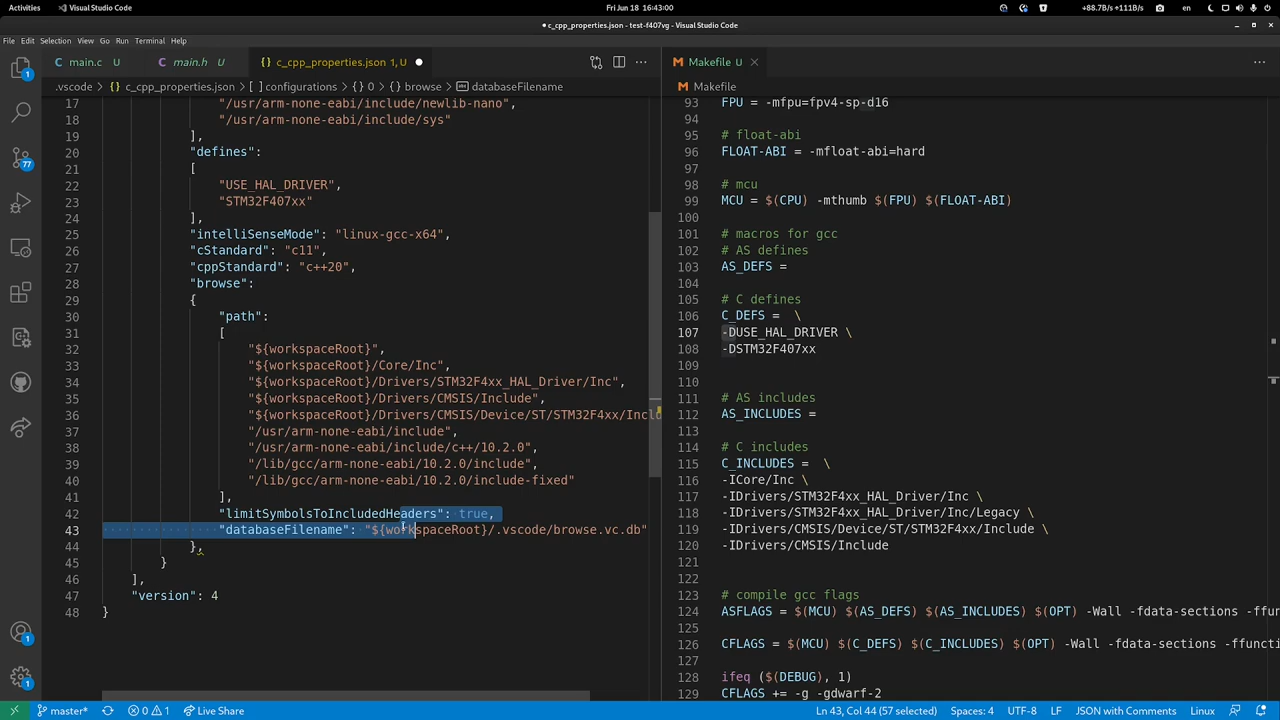 Activities
Visual Studio Code
Fri Jun 18 16:43:00
+88.7B/s +111B/s
en
● c_cpp_properties.json - test-f407vg - Visual Studio Code
File Edit Selection View Go Run Terminal Help
main.c U
main.h U
{} c_cpp_properties.json 1, U
.vscode > {} c_cpp_properties.json > [ ] configurations > {} 0 > {} browse > databaseFilename
17 "/usr/arm-none-eabi/include/newlib-nano",
18 "/usr/arm-none-eabi/include/sys"
19 ],
20 "defines":
21 [
22 "USE_HAL_DRIVER",
23 "STM32F407xx"
24 ],
25 "intelliSenseMode": "linux-gcc-x64",
26 "cStandard": "c11",
27 "cppStandard": "c++20",
28 "browse":
29 {
30 "path":
31 [
32 "${workspaceRoot}",
33 "${workspaceRoot}/Core/Inc",
34 "${workspaceRoot}/Drivers/STM32F4xx_HAL_Driver/Inc",
35 "${workspaceRoot}/Drivers/CMSIS/Include",
36 "${workspaceRoot}/Drivers/CMSIS/Device/ST/STM32F4xx/Inclu
37 "/usr/arm-none-eabi/include",
38 "/usr/arm-none-eabi/include/c++/10.2.0",
39 "/lib/gcc/arm-none-eabi/10.2.0/include",
40 "/lib/gcc/arm-none-eabi/10.2.0/include-fixed"
41 ],
42 "limitSymbolsToIncludedHeaders": true,
43 "databaseFilename": "${workspaceRoot}/.vscode/browse.vc.db"
44 },
45 }
46 ],
47 "version": 4
48 }
Makefile U
Makefile
93 FPU = -mfpu=fpv4-sp-d16
94
95 # float-abi
96 FLOAT-ABI = -mfloat-abi=hard
97
98 # mcu
99 MCU = $(CPU) -mthumb $(FPU) $(FLOAT-ABI)
100
101 # macros for gcc
102 # AS defines
103 AS_DEFS =
104
105 # C defines
106 C_DEFS = \
107 -DUSE_HAL_DRIVER \
108 -DSTM32F407xx
109
110
111 # AS includes
112 AS_INCLUDES =
113
114 # C includes
115 C_INCLUDES = \
116 -ICore/Inc \
117 -IDrivers/STM32F4xx_HAL_Driver/Inc \
118 -IDrivers/STM32F4xx_HAL_Driver/Inc/Legacy \
119 -IDrivers/CMSIS/Device/ST/STM32F4xx/Include \
120 -IDrivers/CMSIS/Include
121
122
123 # compile gcc flags
124 ASFLAGS = $(MCU) $(AS_DEFS) $(AS_INCLUDES) $(OPT) -Wall -fdata-sections -ffun
125
126 CFLAGS = $(MCU) $(C_DEFS) $(C_INCLUDES) $(OPT) -Wall -fdata-sections -ffuncti
127
128 ifeq ($(DEBUG), 1)
129 CFLAGS += -g -gdwarf-2
1
77
1
1
master*
0 1
Live Share
Ln 43, Col 44 (57 selected)
Spaces: 4
UTF-8
LF
JSON with Comments
Linux